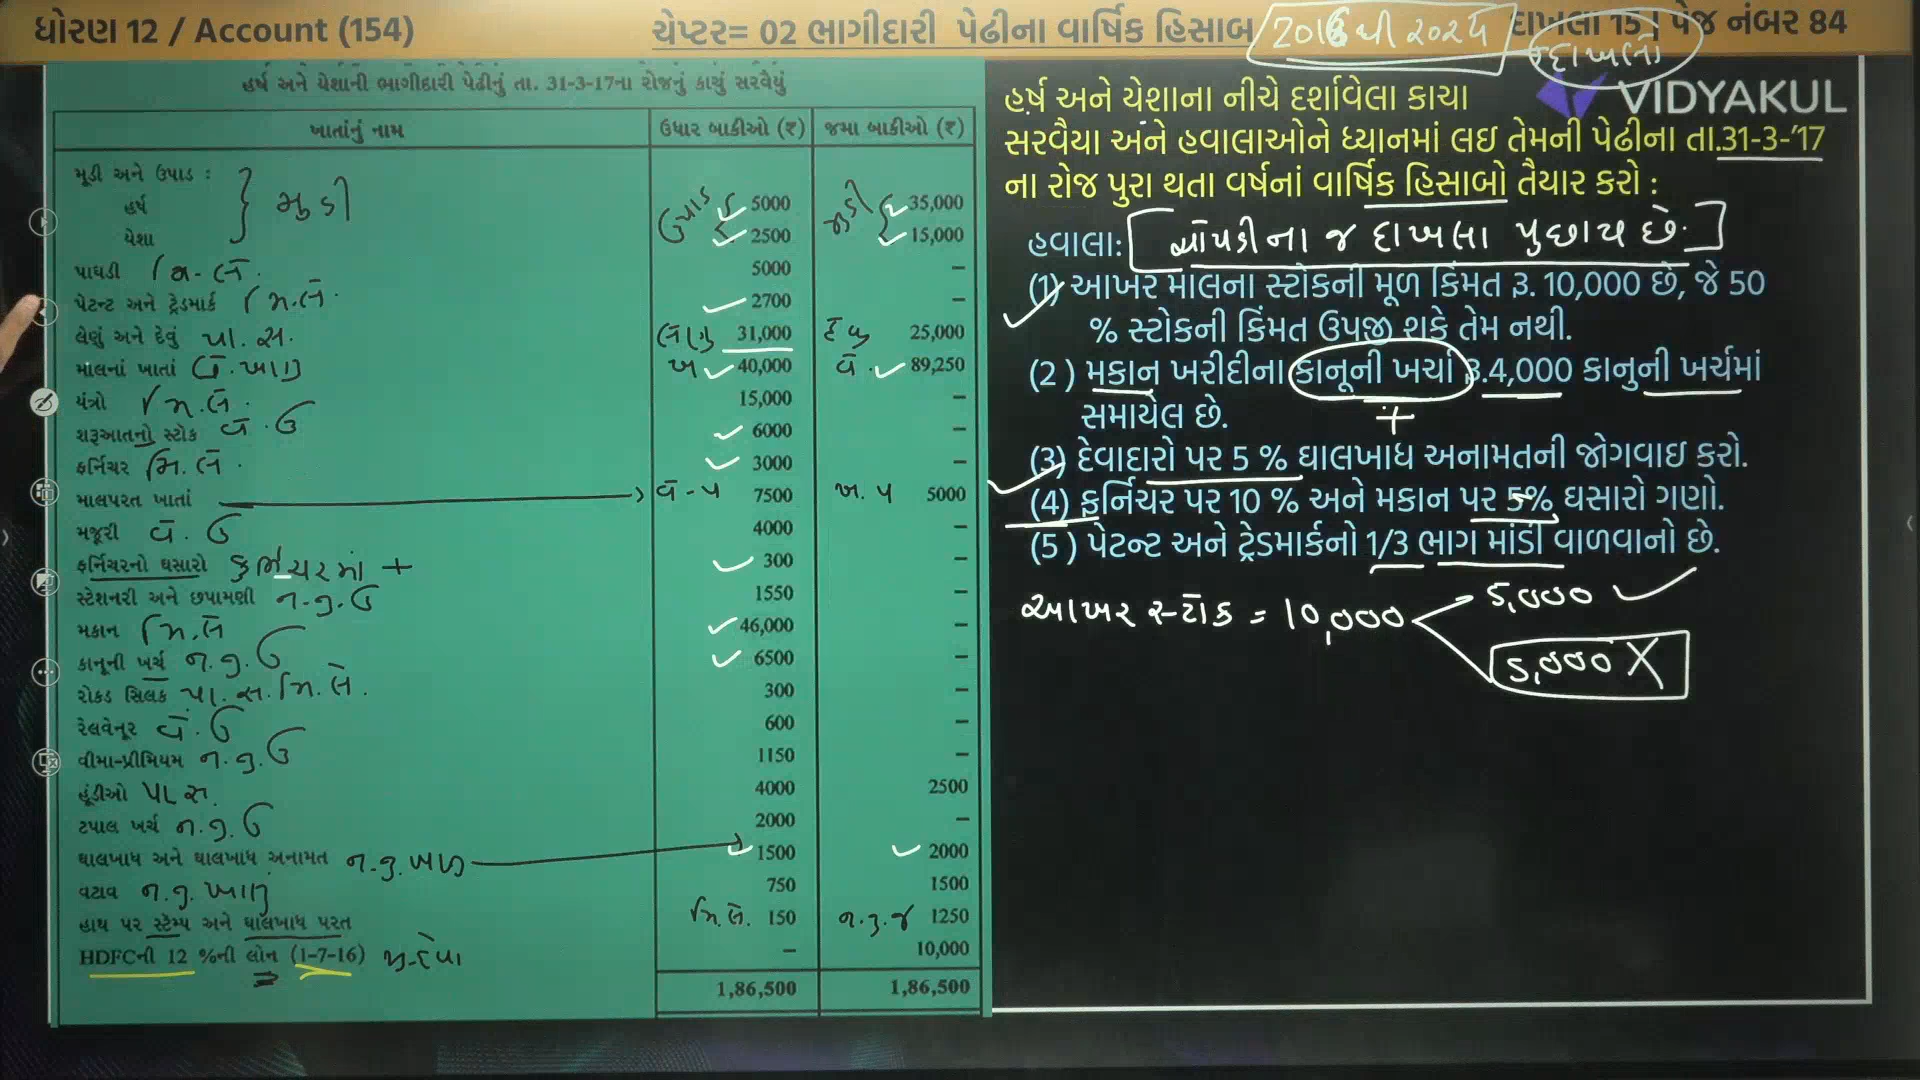 ધોરણ 12 / Account (154)
ચેપ્ટર= 02 ભાગીદારી પેઢીના વાર્ષિક હિસાબ
દાખલા 15 | પેજ નંબર 84
દાખલો
હર્ષ અને યેશાની ભાગીદારી પેઢીનું તા. 31-3-17ના રોજનું કાચું સરવૈયું
ખાતાંનું નામ ઉધાર બાકીઓ (₹) જમા બાકીઓ (₹)
મૂડી અને ઉપાડ :
હર્ષ } મુડી ઉપાડ { 5000 મુડી { 35,000
યેશા 2500 15,000
પાઘડી 5000 –
પેટન્ટ અને ટ્રેડમાર્ક મિ.લે. 2700 –
લેણું અને દેવું પા. સ. લેણુ 31,000 દેવુ 25,000
માલનાં ખાતાં વે. ખાતુ ખ 40,000 વે. 89,250
યંત્રો મિ.લે. 15,000 –
શરૂઆતનો સ્ટોક વે. ઉ 6000 –
ફર્નિચર મિ.લે. 3000 –
માલપરત ખાતાં વે-પ 7500 ખ. પ 5000
મજૂરી વે. ઉ 4000 –
ફર્નિચરનો ઘસારો ફર્નિચરમાં + 300 –
સ્ટેશનરી અને છપામણી ન.નુ.ઉ 1550 –
મકાન મિ.લે 46,000 –
કાનૂની ખર્ચ ન.નુ.ઉ 6500 –
રોકડ સિલક પા. સ. મિ.લે. 300 –
રેલવેનૂર વે. ઉ 600 –
વીમા-પ્રીમિયમ ન.નુ.ઉ 1150 –
હૂંડીઓ પા સ. 4000 2500
ટપાલ ખર્ચ ન.નુ.ઉ 2000 –
ઘાલખાધ અને ઘાલખાધ અનામત ન.નુ.ખાતુ 1500 2000
વટાવ ન.નુ. ખાતુ 750 1500
હાથ પર સ્ટેમ્પ અને ઘાલખાધ પરત મિ.લે. 150 ન.નુ.જ 1250
HDFCની 12 %ની લોન (1-7-16) મુ-દેવા – 10,000
1,86,500 1,86,500
VIDYAKUL
હર્ષ અને યેશાના નીચે દર્શાવેલા કાચા
સરવૈયા અને હવાલાઓને ધ્યાનમાં લઇ તેમની પેઢીના તા.31-3-'17
ના રોજ પુરા થતા વર્ષનાં વાર્ષિક હિસાબો તૈયાર કરો :
હવાલા: [ ચોપડીના જ દાખલા પુછાય છે. ]
(1) આખર માલના સ્ટોકની મૂળ કિંમત રૂ. 10,000 છે, જે 50
% સ્ટોકની કિંમત ઉપજી શકે તેમ નથી.
(2 ) મકાન ખરીદીના કાનૂની ખર્ચા રૂ.4,000 કાનુની ખર્ચમાં
સમાયેલ છે. +
(3) દેવાદારો પર 5 % ઘાલખાધ અનામતની જોગવાઇ કરો.
(4) ફર્નિચર પર 10 % અને મકાન પર 5% ઘસારો ગણો.
(5 ) પેટન્ટ અને ટ્રેડમાર્કનો 1/3 ભાગ માંડી વાળવાનો છે.
આખર સ્ટોક = 10,000 5,000 ✓
5,000 X